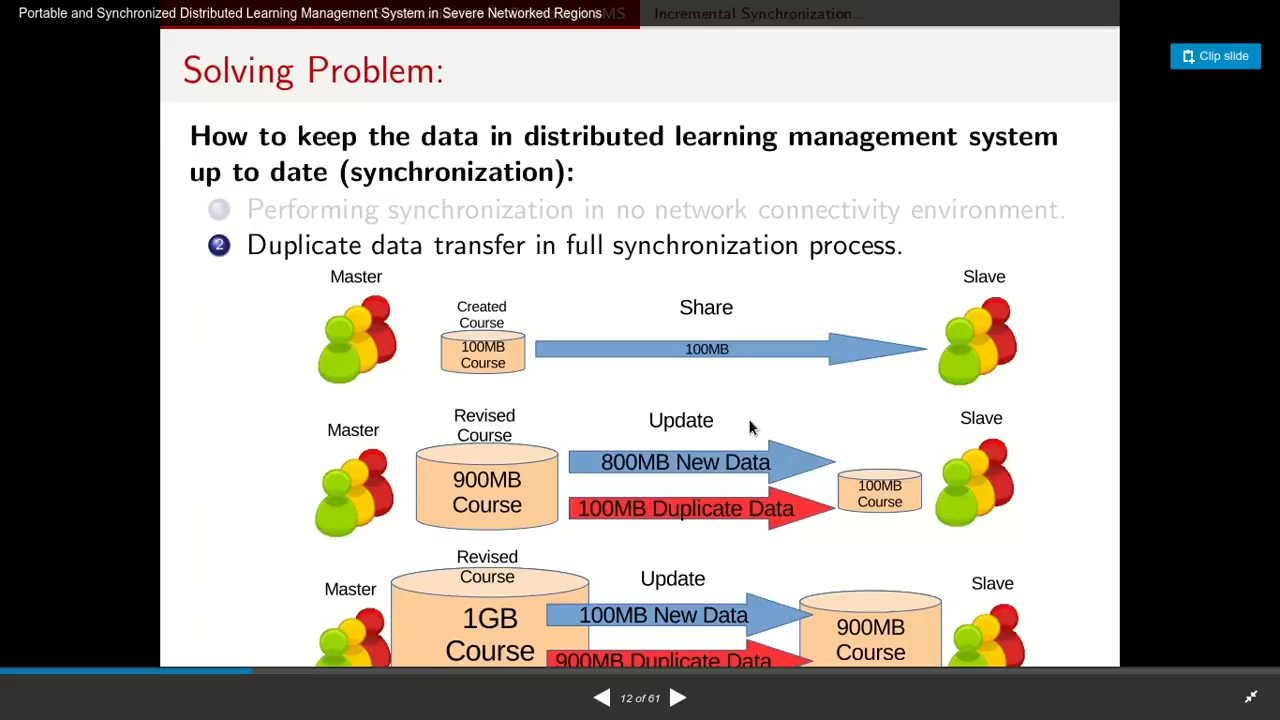 Portable and Synchronized Distributed Learning Management System in Severe Networked Regions
Incremental Synchronization...
Clip slide
Solving Problem:
How to keep the data in distributed learning management system
up to date (synchronization):
Performing synchronization in no network connectivity environment.
2 Duplicate data transfer in full synchronization process.
Master
Slave
Created
Course
Share
100MB
Course
100MB
Master
Revised
Course
Update
Slave
900MB
Course
800MB New Data
100MB Duplicate Data
100MB
Course
Master
Revised
Course
Update
Slave
1GB
Course
100MB New Data
900MB Duplicate Data
900MB
Course
12 of 61